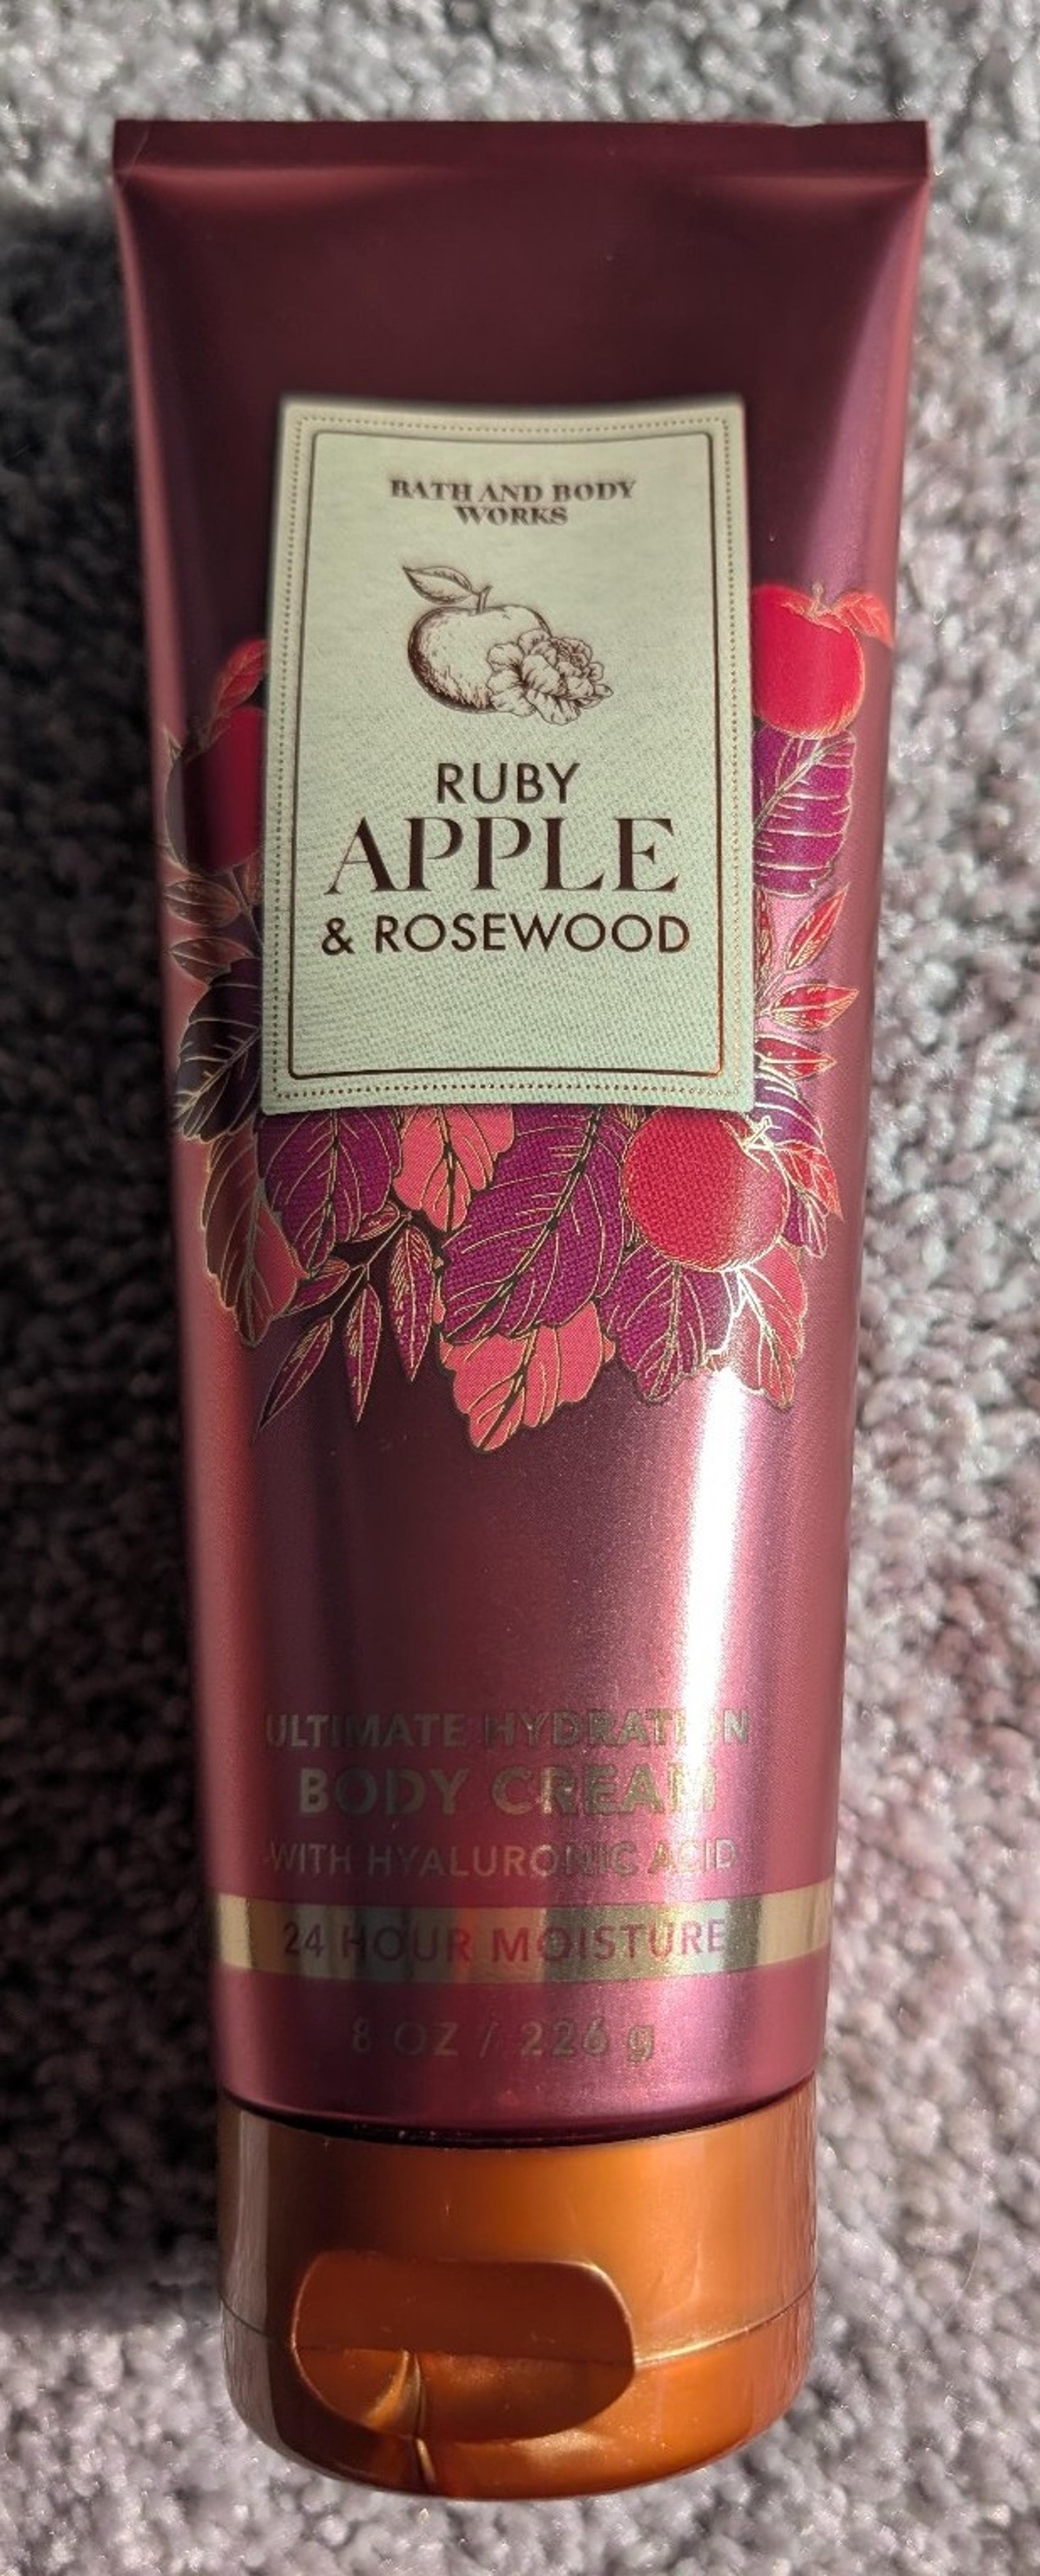 BATH AND BODY
WORKS
RUBY
APPLE
& ROSEWOOD
ULTIMATE HYDRATION
BODY CREAM
WITH HYALURONIC ACID
24 HOUR MOISTURE
8 OZ / 226 g